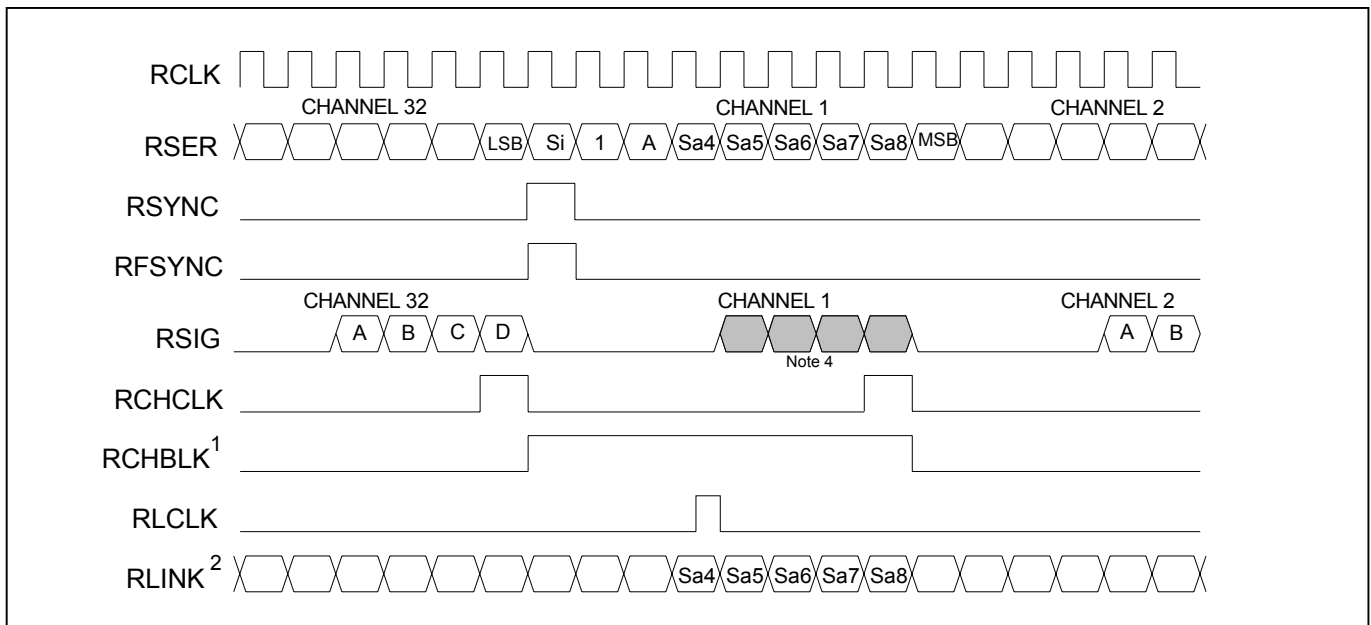 RCLK
CHANNEL 32 CHANNEL 1 CHANNEL 2
RSER LSB Si 1 A Sa4 Sa5 Sa6 Sa7 Sa8 MSB
RSYNC
RFSYNC
CHANNEL 32 CHANNEL 1 CHANNEL 2
RSIG A B C D A B
Note 4
RCHCLK
RCHBLK1
RLCLK
RLINK2 Sa4 Sa5 Sa6 Sa7 Sa8